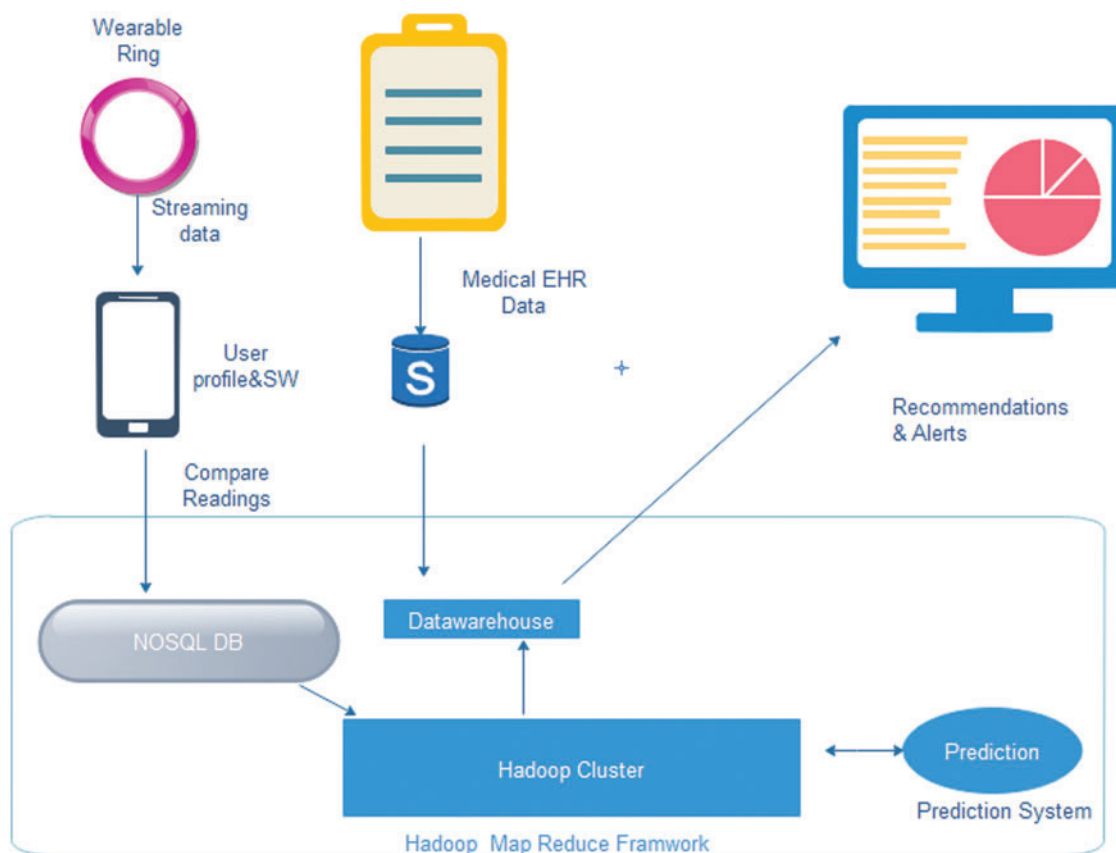 Wearable
Ring
Streaming
data
Medical EHR
Data
User
profile&SW
S
Recommendations
& Alerts
Compare
Readings
NOSQL DB
Datawarehouse
Hadoop Cluster
Prediction
Prediction System
Hadoop Map Reduce Framwork